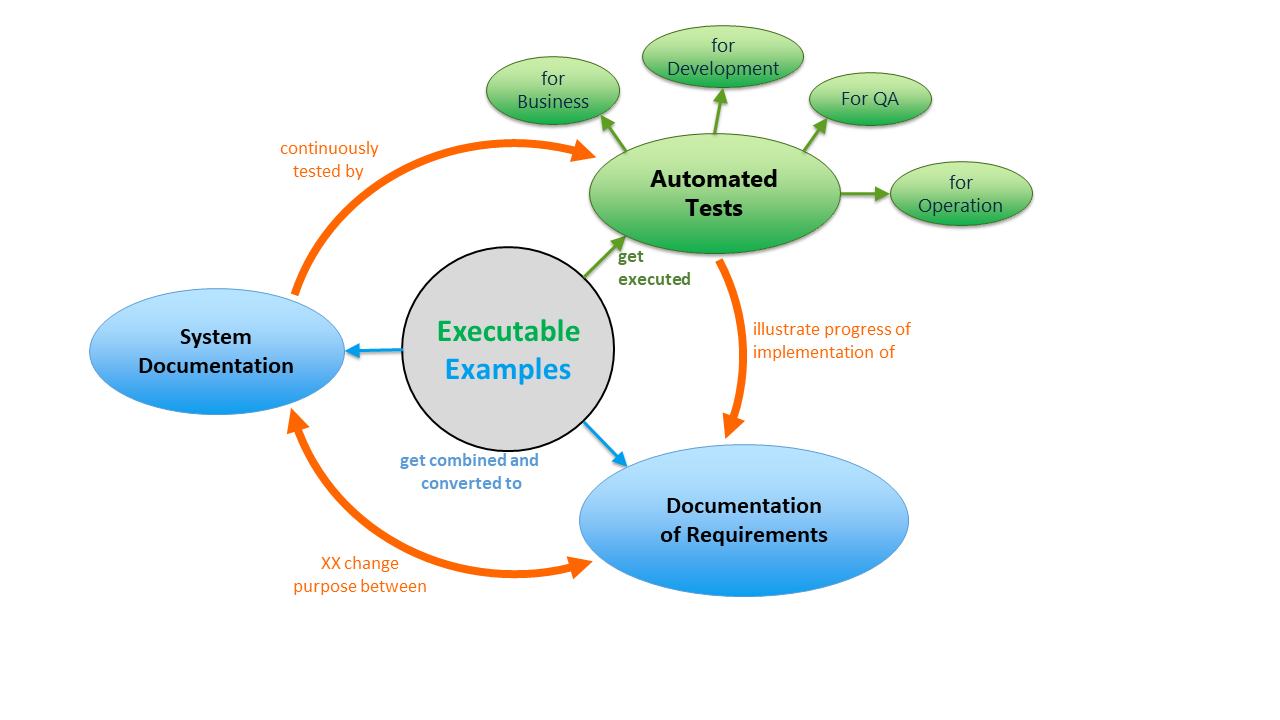 for
Development
for
Business
For QA
continuously
tested by
Automated
Tests
for
Operation
get
executed
Executable
Examples
System
Documentation
illustrate progress of
implementation of
get combined and
converted to
Documentation
of Requirements
XX change
purpose between